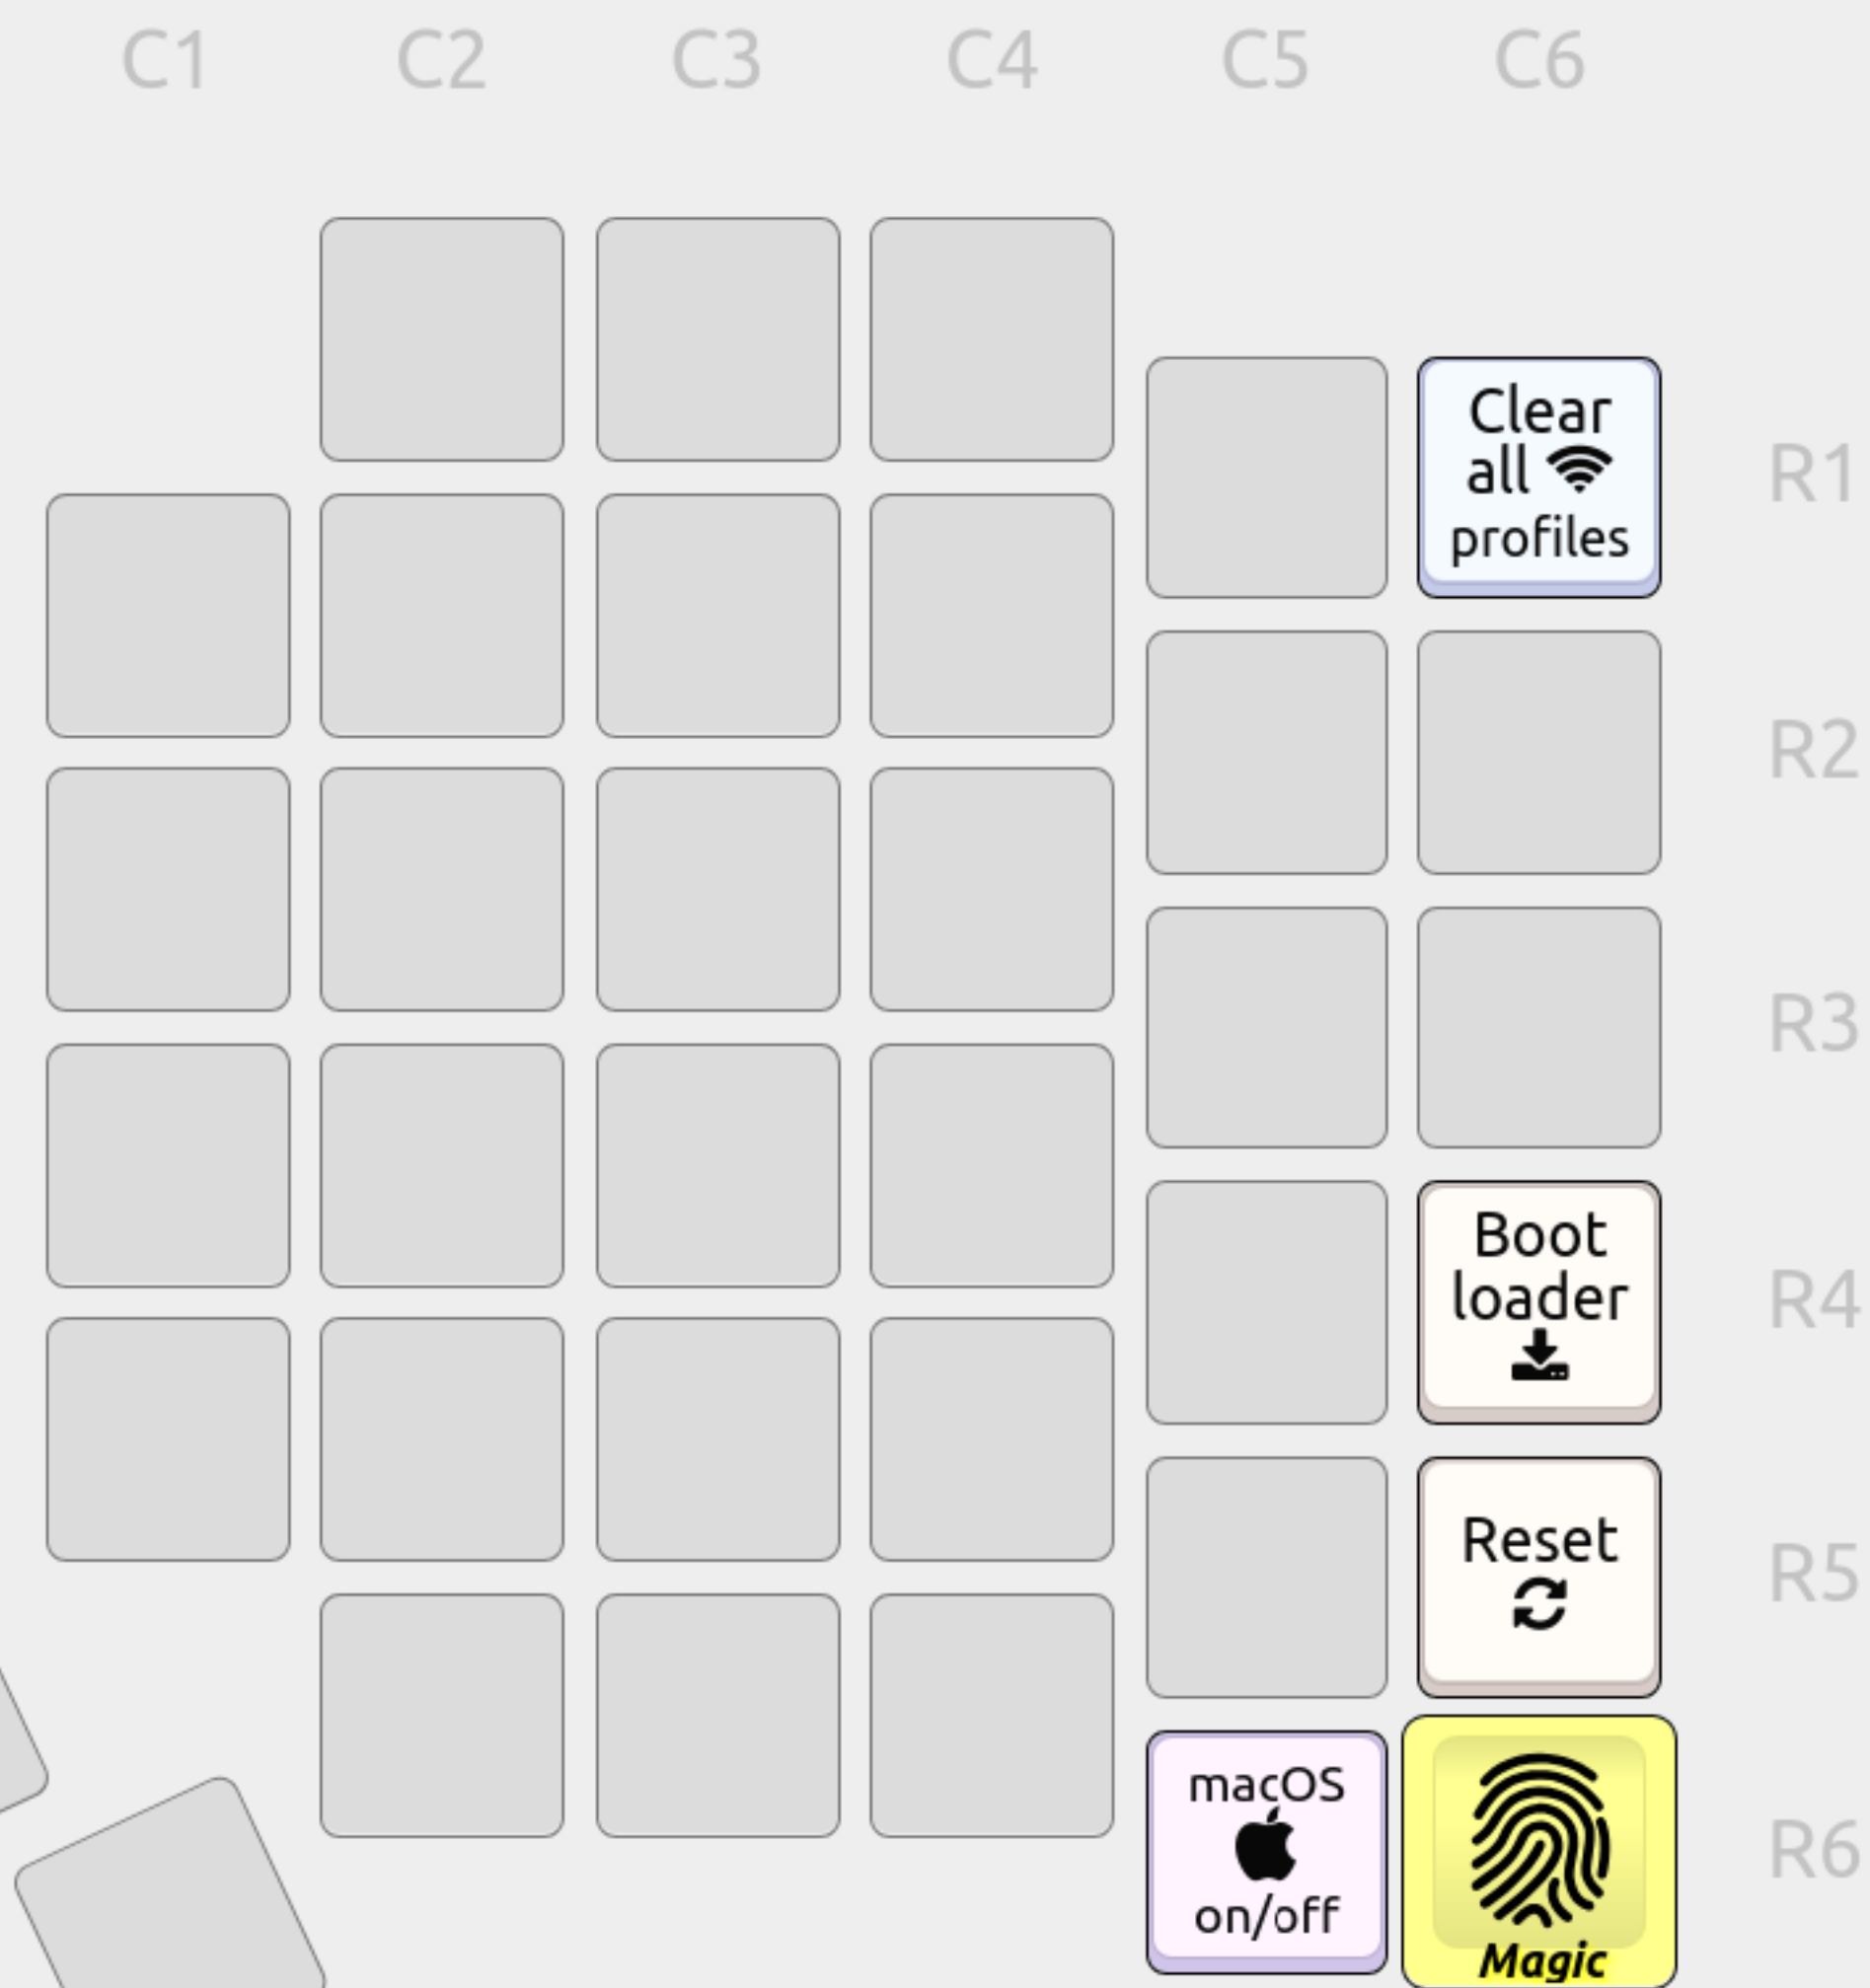 C1 C2 C3 C4 C5 C6
Clear
all
profiles
R1
R2
R3
Boot
loader
R4
Reset
R5
macOS
on/off
Magic
R6